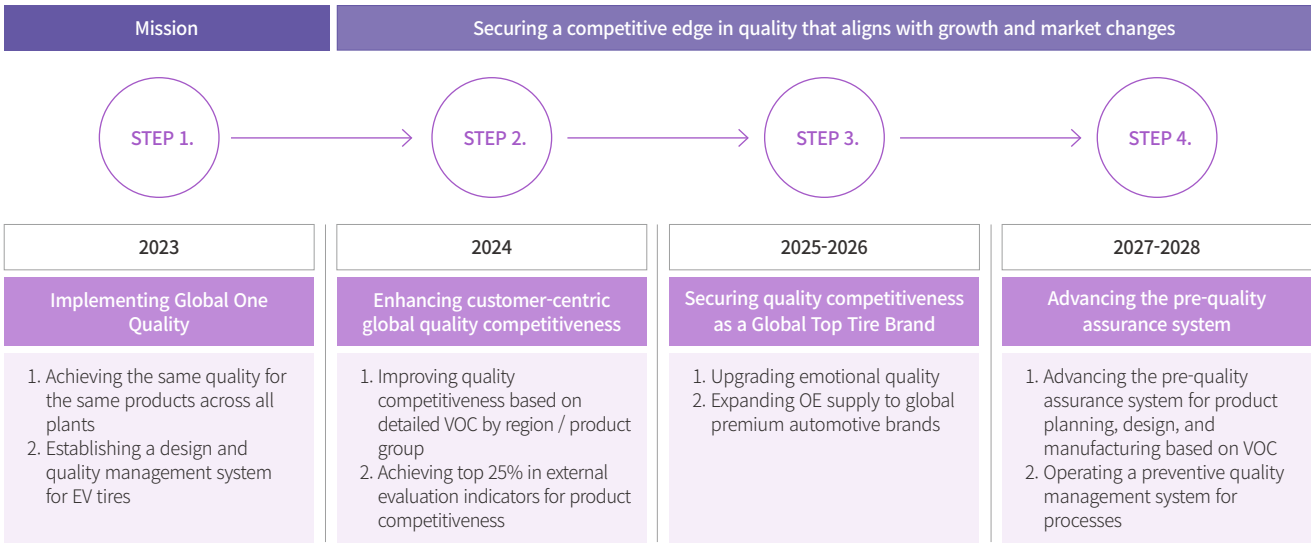 Mission
Securing a competitive edge in quality that aligns with growth and market changes
STEP 1.
STEP 2.
STEP 3.
STEP 4.
2023
Implementing Global One
Quality
1. Achieving the same quality for
the same products across all
plants
2. Establishing a design and
quality management system
for EV tires
2024
Enhancing customer-centric
global quality competitiveness
1. Improving quality
competitiveness based on
detailed VOC by region / product
group
2. Achieving top 25% in external
evaluation indicators for product
competitiveness
2025-2026
Securing quality competitiveness
as a Global Top Tire Brand
1. Upgrading emotional quality
2. Expanding OE supply to global
premium automotive brands
2027-2028
Advancing the pre-quality
assurance system
1. Advancing the pre-quality
assurance system for product
planning, design, and
manufacturing based on VOC
2. Operating a preventive quality
management system for
processes